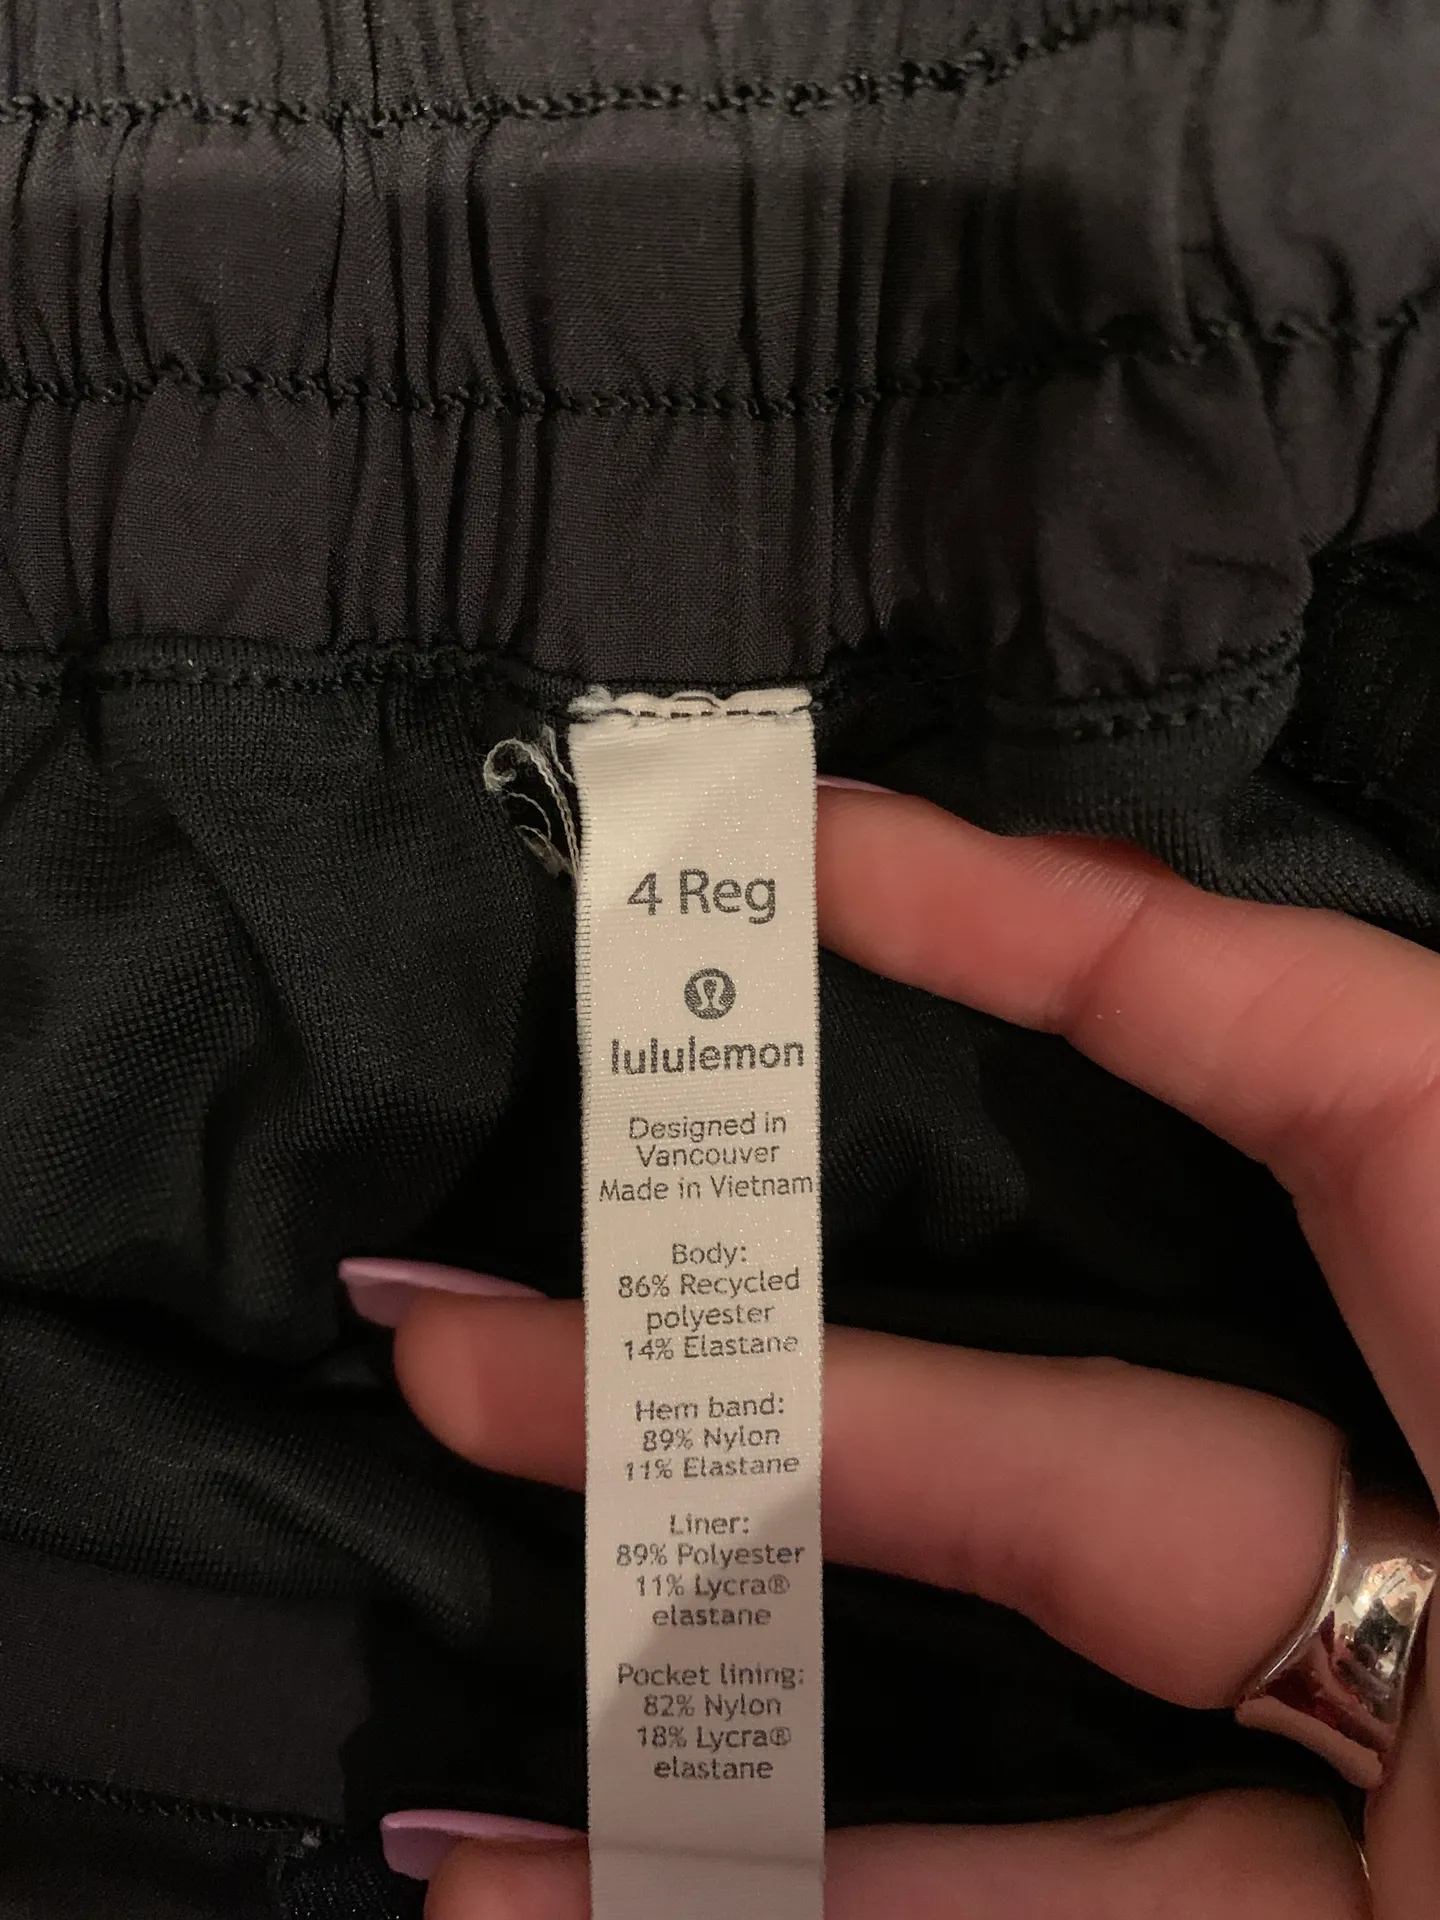 4 Reg
lululemon
Designed in
Vancouver
Made in Vietnam
Body:
86% Recycled
polyester
14% Elastane
Hem band:
89% Nylon
11% Elastane
Liner:
89% Polyester
11% Lycra®
elastane
Pocket lining:
82% Nylon
18% Lycra®
elastane